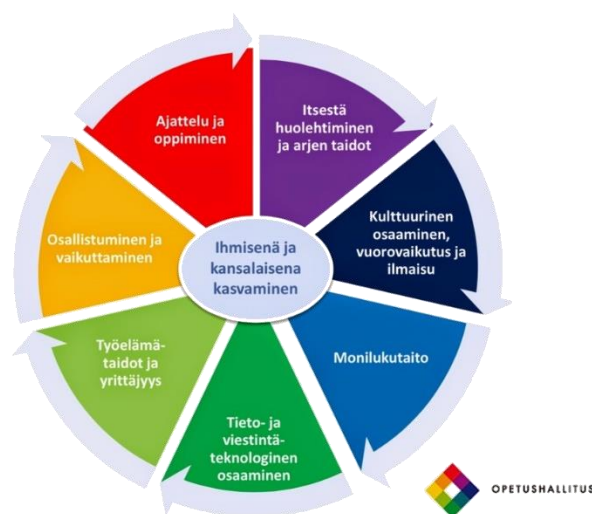 Ajattelu ja
oppiminen
Itsestä
huolehtiminen
ja arjen taidot
Kulttuurinen
osaaminen,
vuorovaikutus ja
ilmaisu
Monilukutaito
Tieto- ja
viestintä-
teknologinen
osaaminen
Työelämä-
taidot ja
yrittäjyys
Osallistuminen ja
vaikuttaminen
Ihmisenä ja
kansalaisena
kasvaminen
OPETUSHALLITUS